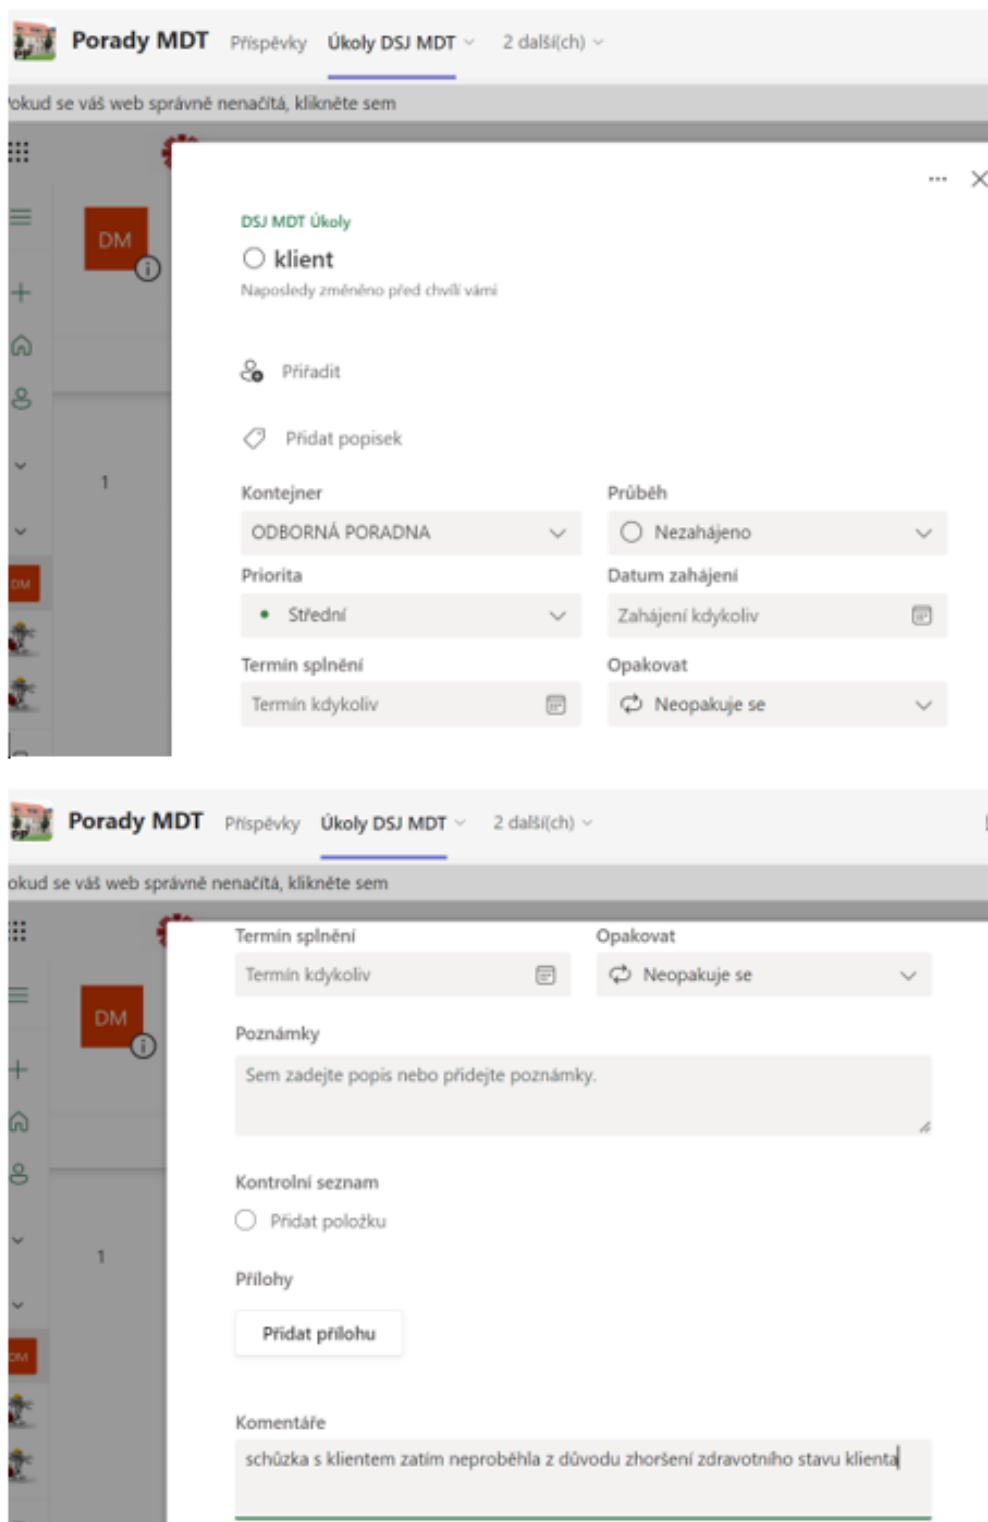 Porady MDT Příspěvky Úkoly DSJ MDT 2 další(ch)
Pokud se váš web správně nenačítá, klikněte sem
DM
DSJ MDT Úkoly
klient
Naposledy změněno před chvílí vámi
Přiřadit
Přidat popisek
1
Kontejner Průběh
ODBORNÁ PORADNA Nezahájeno
Priorita Datum zahájení
DM
Střední Zahájení kdykoliv
Termín splnění Opakovat
Termín kdykoliv Neopakuje se
Porady MDT Příspěvky Úkoly DSJ MDT 2 další(ch)
okud se váš web správně nenačítá, klikněte sem
Termín splnění Opakovat
Termín kdykoliv Neopakuje se
DM
Poznámky
Sem zadejte popis nebo přidejte poznámky.
Kontrolní seznam
Přidat položku
1
Přílohy
Přidat přílohu
DM
Komentáře
schůzka s klientem zatím neproběhla z důvodu zhoršení zdravotního stavu klienta